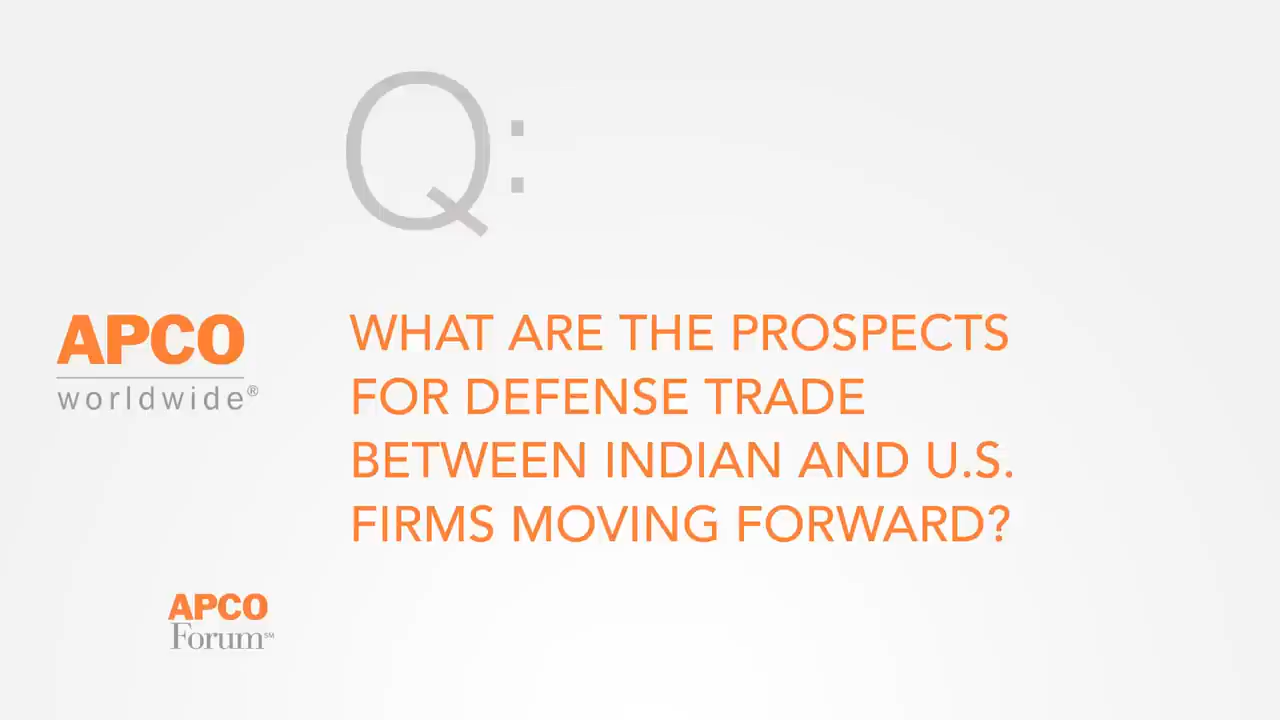 Q:
APCO
worldwide®
WHAT ARE THE PROSPECTS
FOR DEFENSE TRADE
BETWEEN INDIAN AND U.S.
FIRMS MOVING FORWARD?
APCO
Forum℠